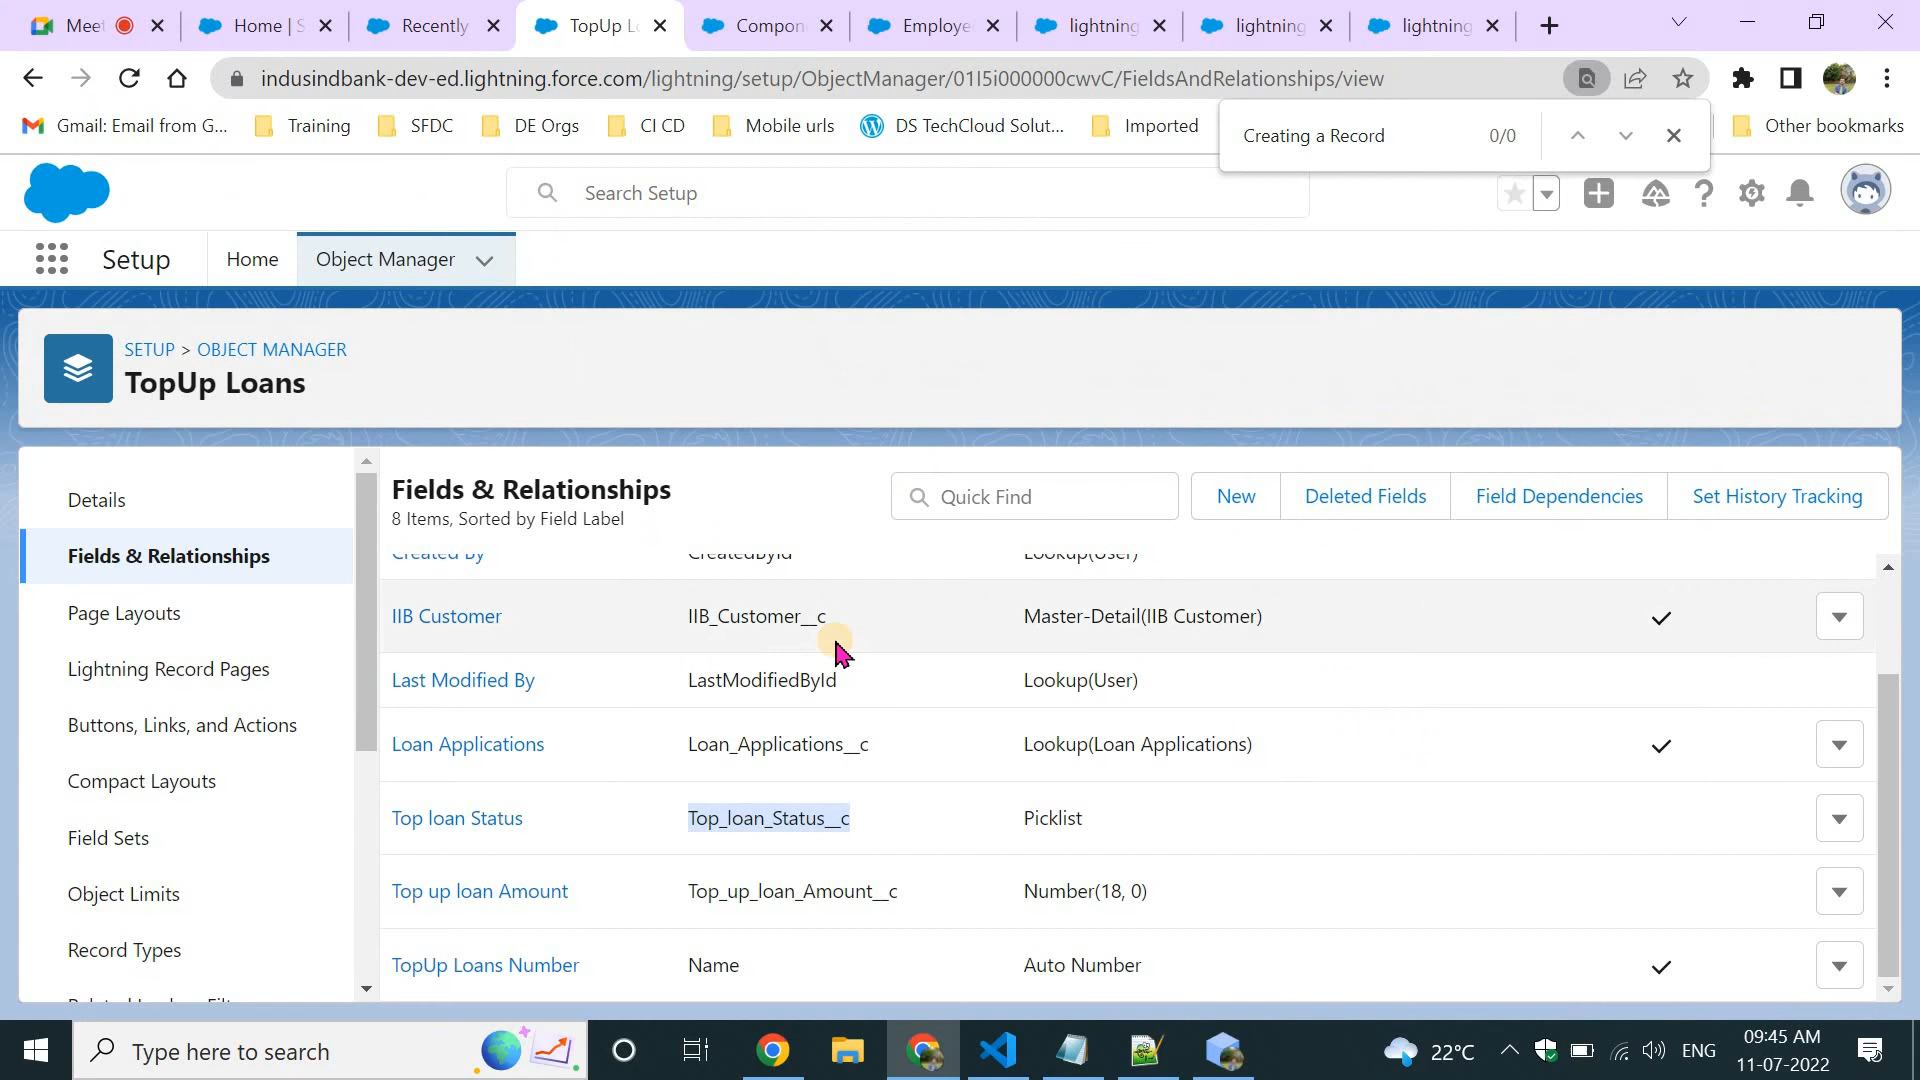 Meet
Home | S
Recently
TopUp Lo
Compon
Employe
lightning
lightning
lightning
indusindbank-dev-ed.lightning.force.com/lightning/setup/ObjectManager/01I5i000000cwvC/FieldsAndRelationships/view
Gmail: Email from G...
Training
SFDC
DE Orgs
CI CD
Mobile urls
DS TechCloud Solut...
Imported
Other bookmarks
Creating a Record 0/0
Search Setup
Setup
Home
Object Manager
SETUP > OBJECT MANAGER
TopUp Loans
Details
Fields & Relationships
Page Layouts
Lightning Record Pages
Buttons, Links, and Actions
Compact Layouts
Field Sets
Object Limits
Record Types
Fields & Relationships
8 Items, Sorted by Field Label
Quick Find
New
Deleted Fields
Field Dependencies
Set History Tracking
Created By CreatedById Lookup(User)
IIB Customer IIB_Customer__c Master-Detail(IIB Customer)
Last Modified By LastModifiedById Lookup(User)
Loan Applications Loan_Applications__c Lookup(Loan Applications)
Top loan Status Top_loan_Status__c Picklist
Top up loan Amount Top_up_loan_Amount__c Number(18, 0)
TopUp Loans Number Name Auto Number
Type here to search
22°C
ENG
09:45 AM
11-07-2022